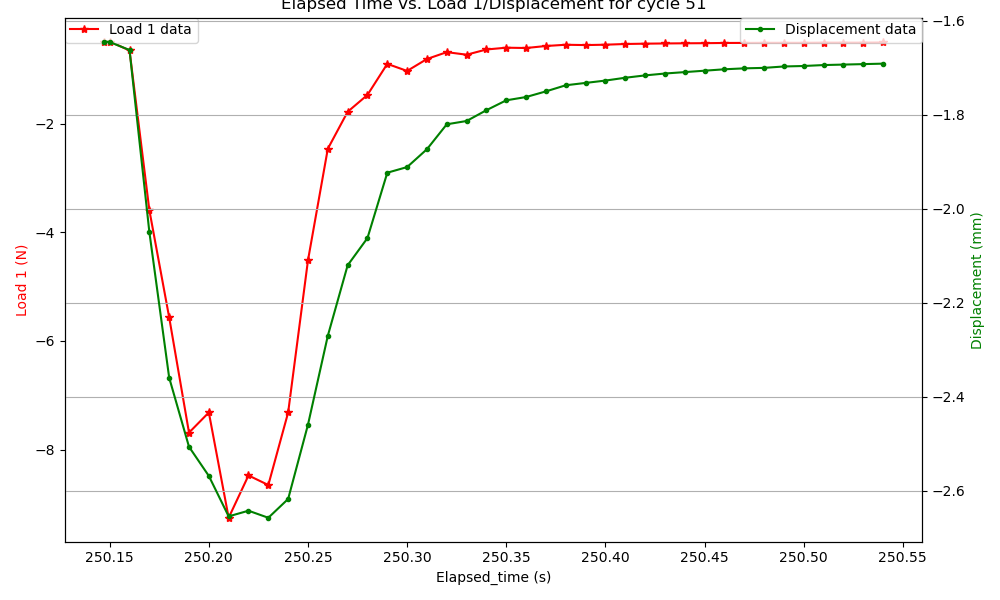 Elapsed Time vs. Load 1/Displacement for cycle 51
Load 1 data
Displacement data
−2
−4
−6
−8
Load 1 (N)
−1.6
−1.8
−2.0
−2.2
−2.4
−2.6
Displacement (mm)
250.15 250.20 250.25 250.30 250.35 250.40 250.45 250.50 250.55
Elapsed_time (s)